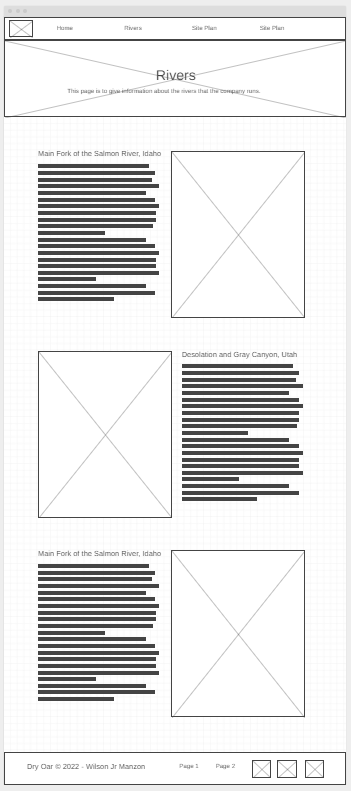 Home Rivers Site Plan Site Plan
Rivers
This page is to give information about the rivers that the company runs.
Main Fork of the Salmon River, Idaho
Desolation and Gray Canyon, Utah
Main Fork of the Salmon River, Idaho
Dry Oar © 2022 - Wilson Jr Manzon Page 1 Page 2